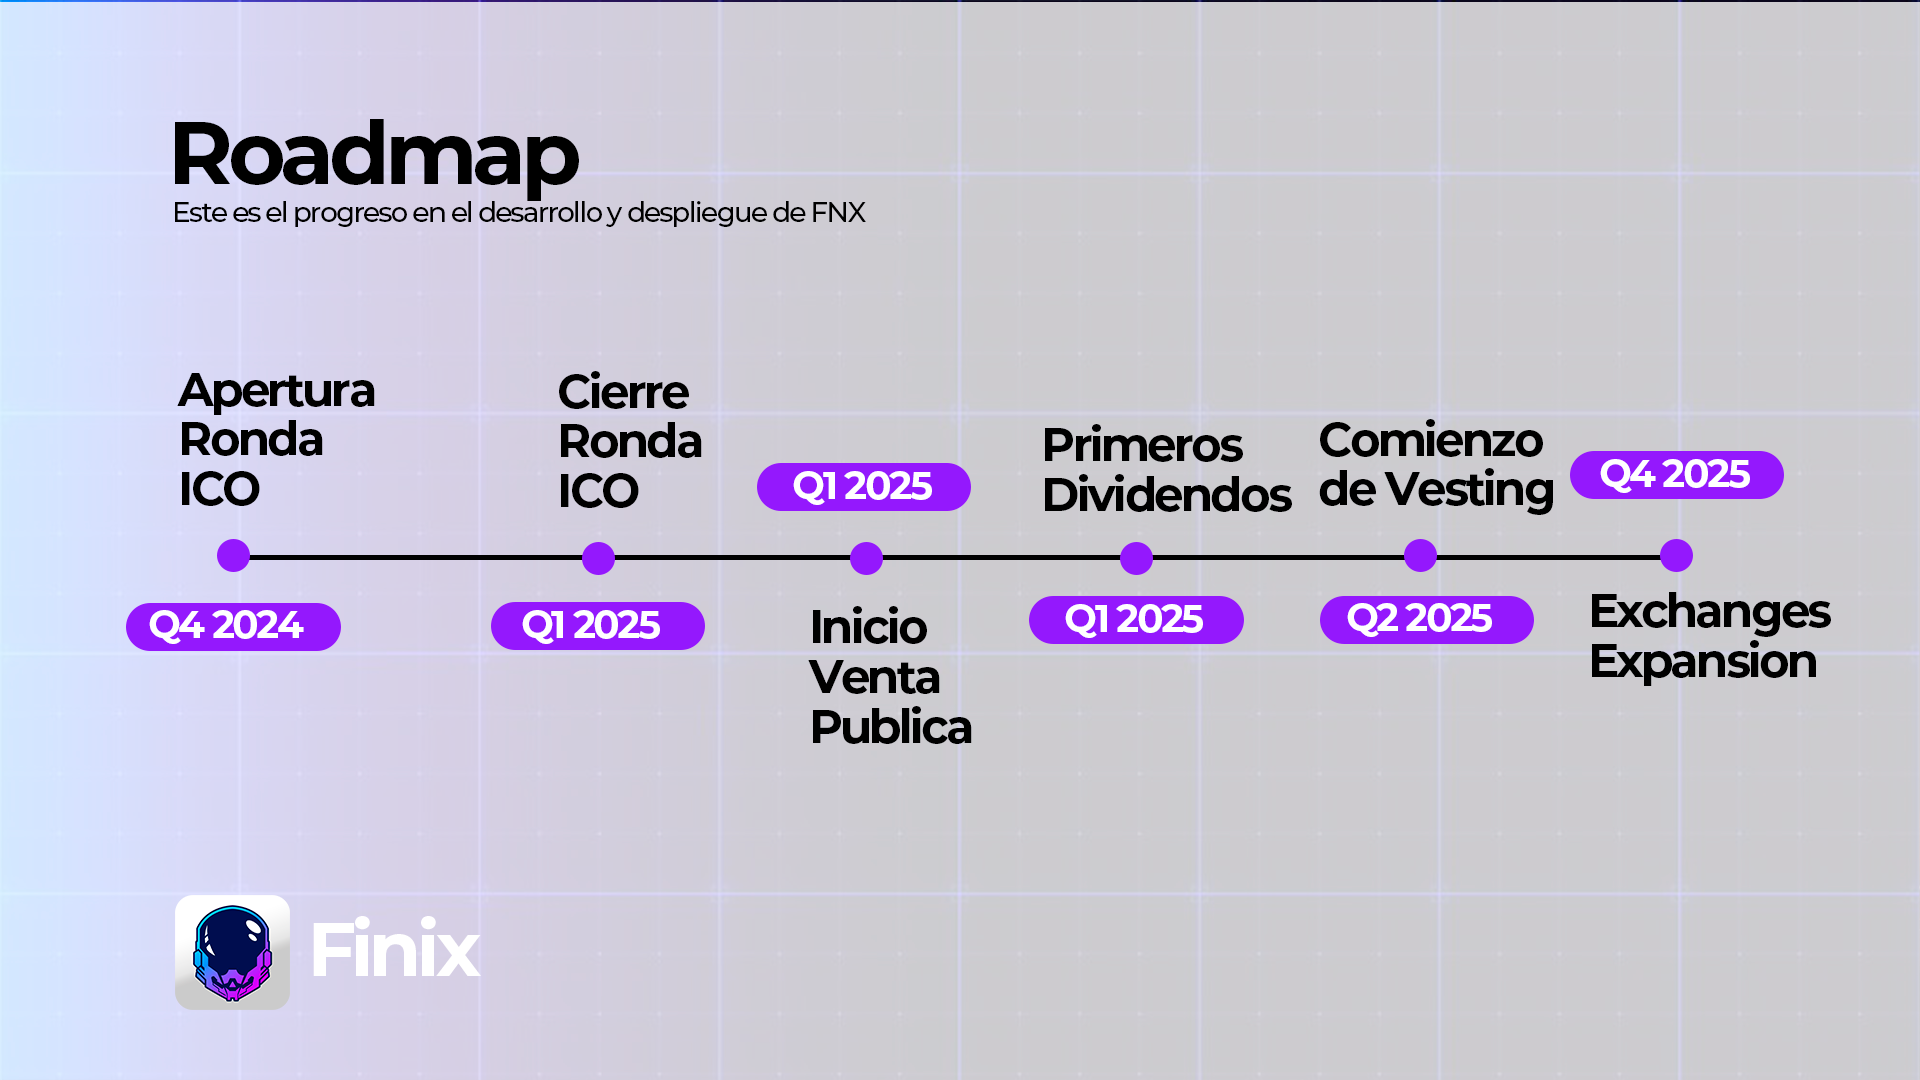 Roadmap
Este es el progreso en el desarrollo y despliegue de FNX
Apertura
Ronda
ICO
Q4 2024
Cierre
Ronda
ICO
Q1 2025
Q1 2025
Inicio
Venta
Publica
Primeros
Dividendos
Q1 2025
Comienzo
de Vesting
Q2 2025
Q4 2025
Exchanges
Expansion
Finix